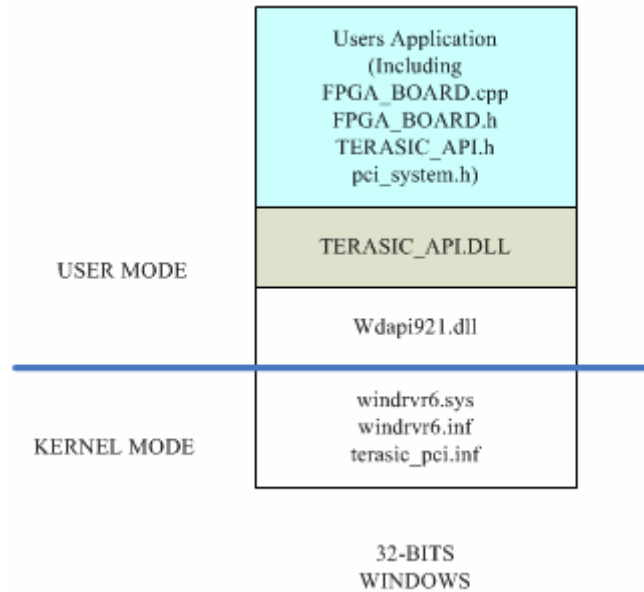 Users Application
(Including
FPGA_BOARD.cpp
FPGA_BOARD.h
TERASIC_API.h
pci_system.h)
TERASIC_API.DLL
USER MODE
Wdapi921.dll
windrvr6.sys
windrvr6.inf
terasic_pci.inf
KERNEL MODE
32-BITS
WINDOWS